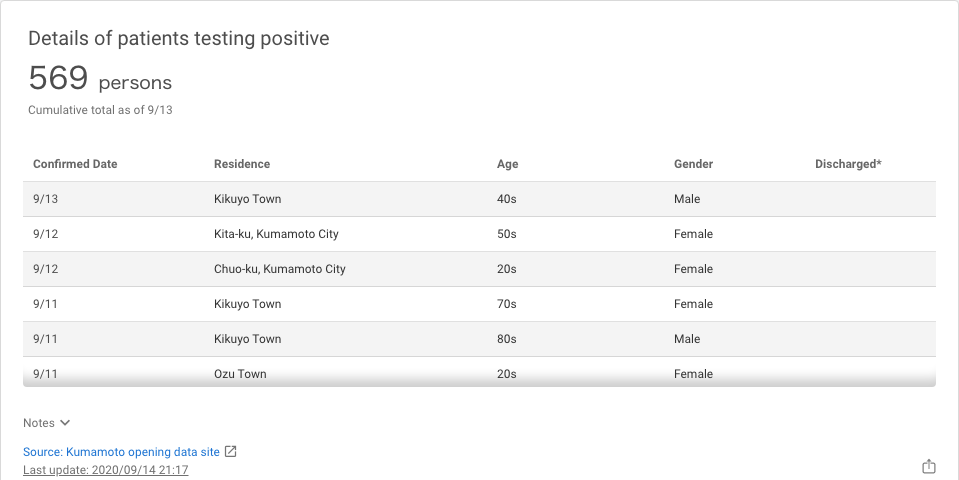 Details of patients testing positive
569 persons
Cumulative total as of 9/13
Confirmed Date Residence Age Gender Discharged*
9/13 Kikuyo Town 40s Male
9/12 Kita-ku, Kumamoto City 50s Female
9/12 Chuo-ku, Kumamoto City 20s Female
9/11 Kikuyo Town 70s Female
9/11 Kikuyo Town 80s Male
9/11 Ozu Town 20s Female
Notes
Source: Kumamoto opening data site
Last update: 2020/09/14 21:17